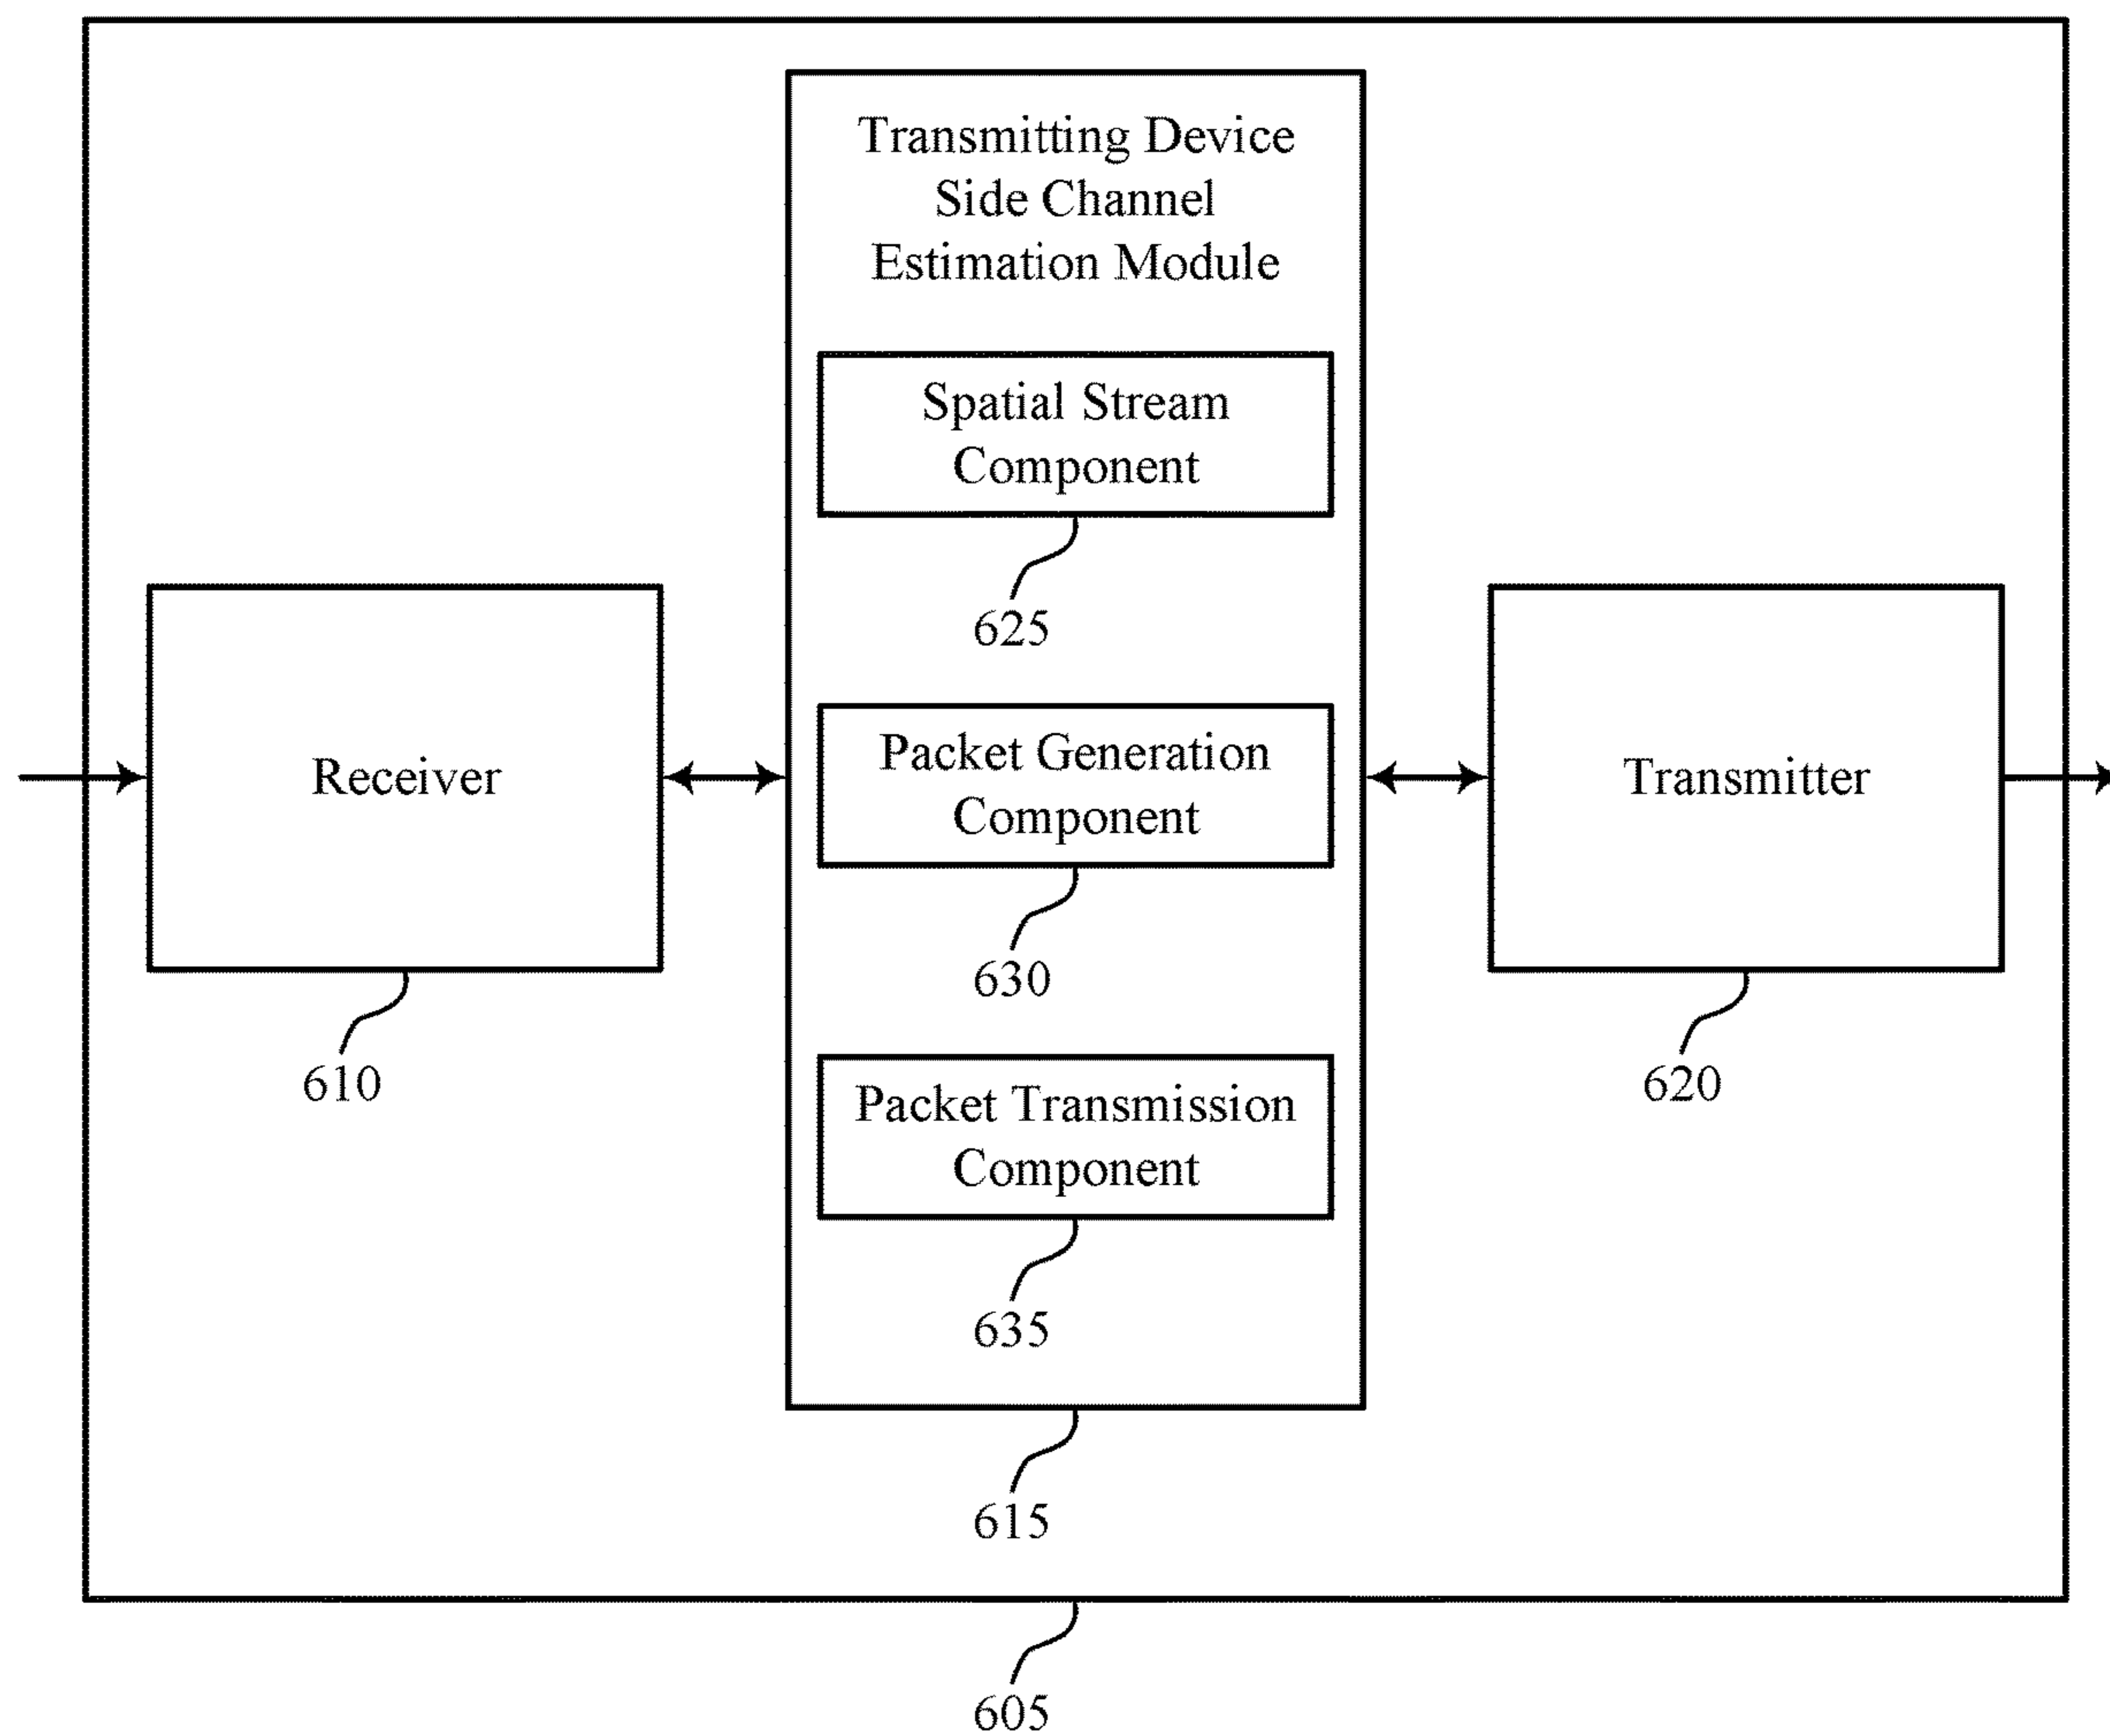 Transmitting Device
Side Channel
Estimation Module
Spatial Stream
Component
625
Receiver
610
Packet Generation
Component
630
Transmitter
620
Packet Transmission
Component
635
615
605